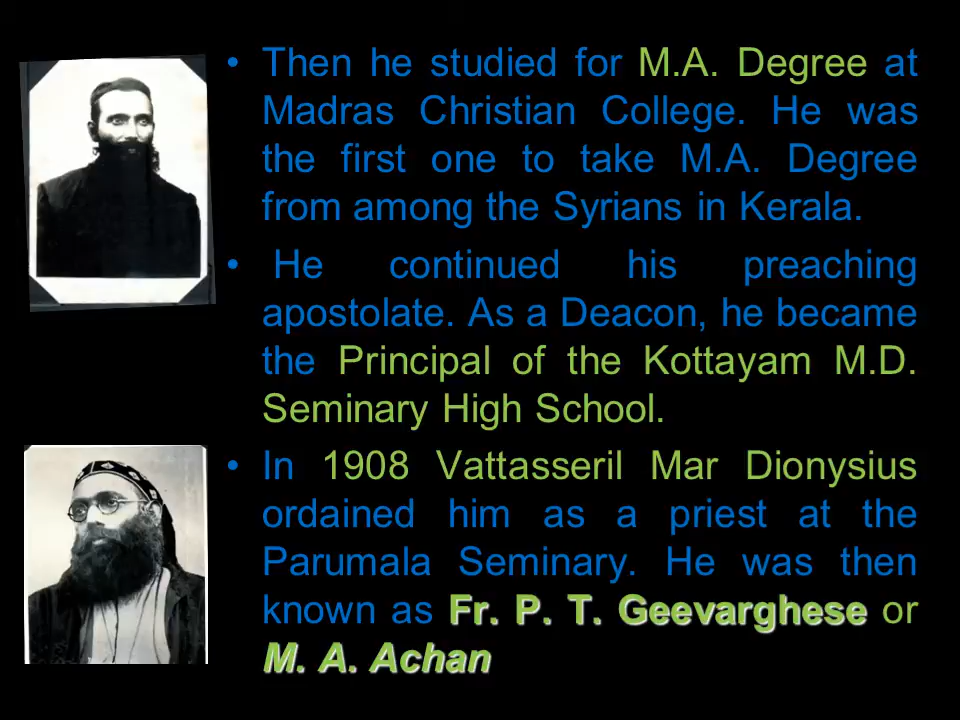 • Then he studied for M.A. Degree at
Madras Christian College. He was
the first one to take M.A. Degree
from among the Syrians in Kerala.
• He continued his preaching
apostolate. As a Deacon, he became
the Principal of the Kottayam M.D.
Seminary High School.
• In 1908 Vattasseril Mar Dionysius
ordained him as a priest at the
Parumala Seminary. He was then
known as Fr. P. T. Geevarghese or
M. A. Achan